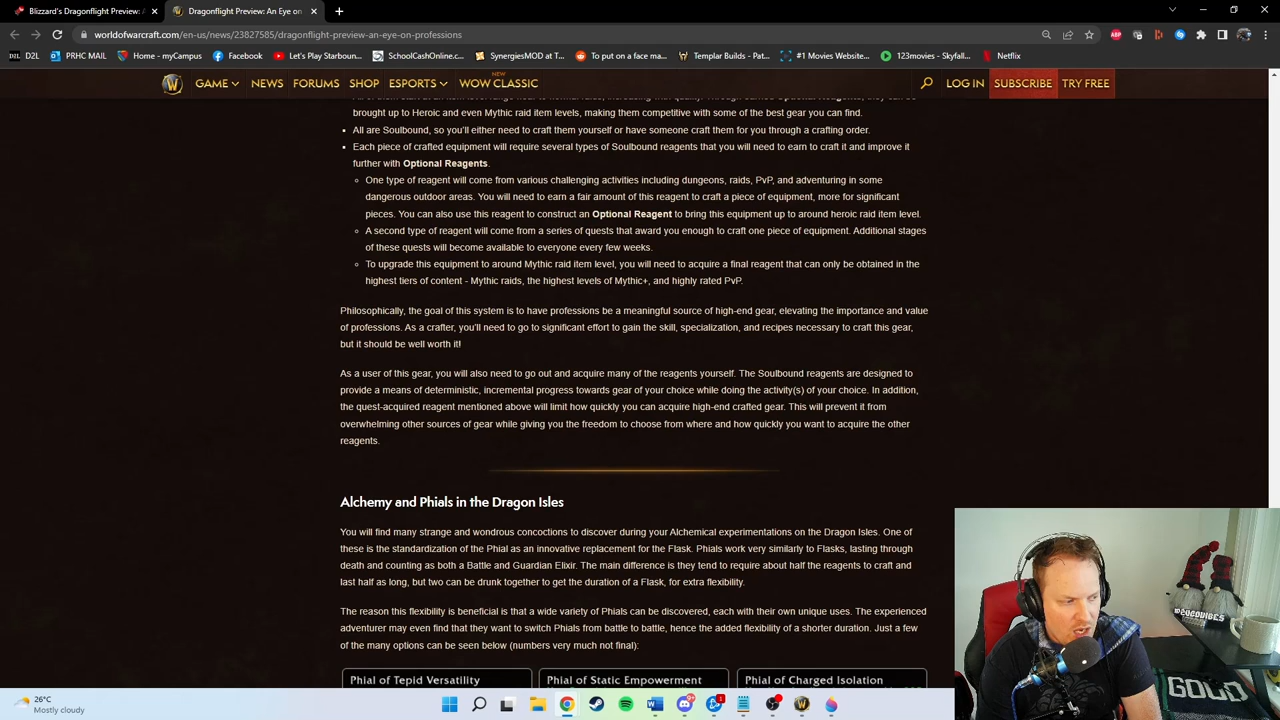 Blizzard's Dragonflight Preview: A
Dragonflight Preview: An Eye on
worldofwarcraft.com/en-us/news/23827585/dragonflight-preview-an-eye-on-professions
D2L
PRHC MAIL
Home - myCampus
Facebook
Let's Play Starboun...
SchoolCashOnline -...
SynergiesMOD at T...
To put on a face ma...
Templar Builds - Pat...
#1 Movies Website...
123movies - Skyfall...
Netflix
GAME
NEWS
FORUMS
SHOP
ESPORTS
NEW
WOW CLASSIC
LOG IN
SUBSCRIBE
TRY FREE
brought up to Heroic and even Mythic raid item levels, making them competitive with some of the best gear you can find.
All are Soulbound, so you'll either need to craft them yourself or have someone craft them for you through a crafting order.
Each piece of crafted equipment will require several types of Soulbound reagents that you will need to earn to craft it and improve it
further with Optional Reagents.
One type of reagent will come from various challenging activities including dungeons, raids, PvP, and adventuring in some
dangerous outdoor areas. You will need to earn a fair amount of this reagent to craft a piece of equipment, more for significant
pieces. You can also use this reagent to construct an Optional Reagent to bring this equipment up to around heroic raid item level.
A second type of reagent will come from a series of quests that award you enough to craft one piece of equipment. Additional stages
of these quests will become available to everyone every few weeks.
To upgrade this equipment to around Mythic raid item level, you will need to acquire a final reagent that can only be obtained in the
highest tiers of content - Mythic raids, the highest levels of Mythic+, and highly rated PvP.
Philosophically, the goal of this system is to have professions be a meaningful source of high-end gear, elevating the importance and value
of professions. As a crafter, you'll need to go to significant effort to gain the skill, specialization, and recipes necessary to craft this gear,
but it should be well worth it!
As a user of this gear, you will also need to go out and acquire many of the reagents yourself. The Soulbound reagents are designed to
provide a means of deterministic, incremental progress towards gear of your choice while doing the activity(s) of your choice. In addition,
the quest-acquired reagent mentioned above will limit how quickly you can acquire high-end crafted gear. This will prevent it from
overwhelming other sources of gear while giving you the freedom to choose from where and how quickly you want to acquire the other
reagents.
Alchemy and Phials in the Dragon Isles
You will find many strange and wondrous concoctions to discover during your Alchemical experimentations on the Dragon Isles. One of
these is the standardization of the Phial as an innovative replacement for the Flask. Phials work very similarly to Flasks, lasting through
death and counting as both a Battle and Guardian Elixir. The main difference is they tend to require about half the reagents to craft and
last half as long, but two can be drunk together to get the duration of a Flask, for extra flexibility.
The reason this flexibility is beneficial is that a wide variety of Phials can be discovered, each with their own unique uses. The experienced
adventurer may even find that they want to switch Phials from battle to battle, hence the added flexibility of a shorter duration. Just a few
of the many options can be seen below (numbers very much not final):
Phial of Tepid Versatility
Phial of Static Empowerment
Phial of Charged Isolation
26°C
Mostly cloudy
GOLD